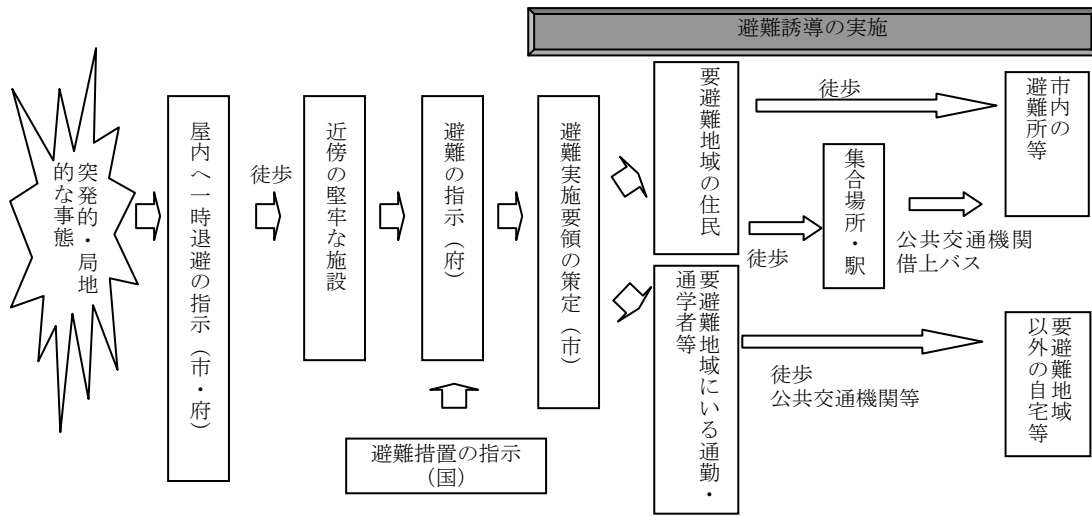 避難誘導の実施
突発的・局地
的な事態
屋内へ一時退避の指示（市・府）
徒歩
近傍の堅牢な施設
避難の指示（府）
避難措置の指示
（国）
避難実施要領の策定（市）
要避難地域の住民
徒歩
市内の
避難所等
徒歩
集合場所・駅
公共交通機関
借上バス
要避難地域にいる通勤・
通学者等
徒歩
公共交通機関等
要避難地域
以外の自宅等